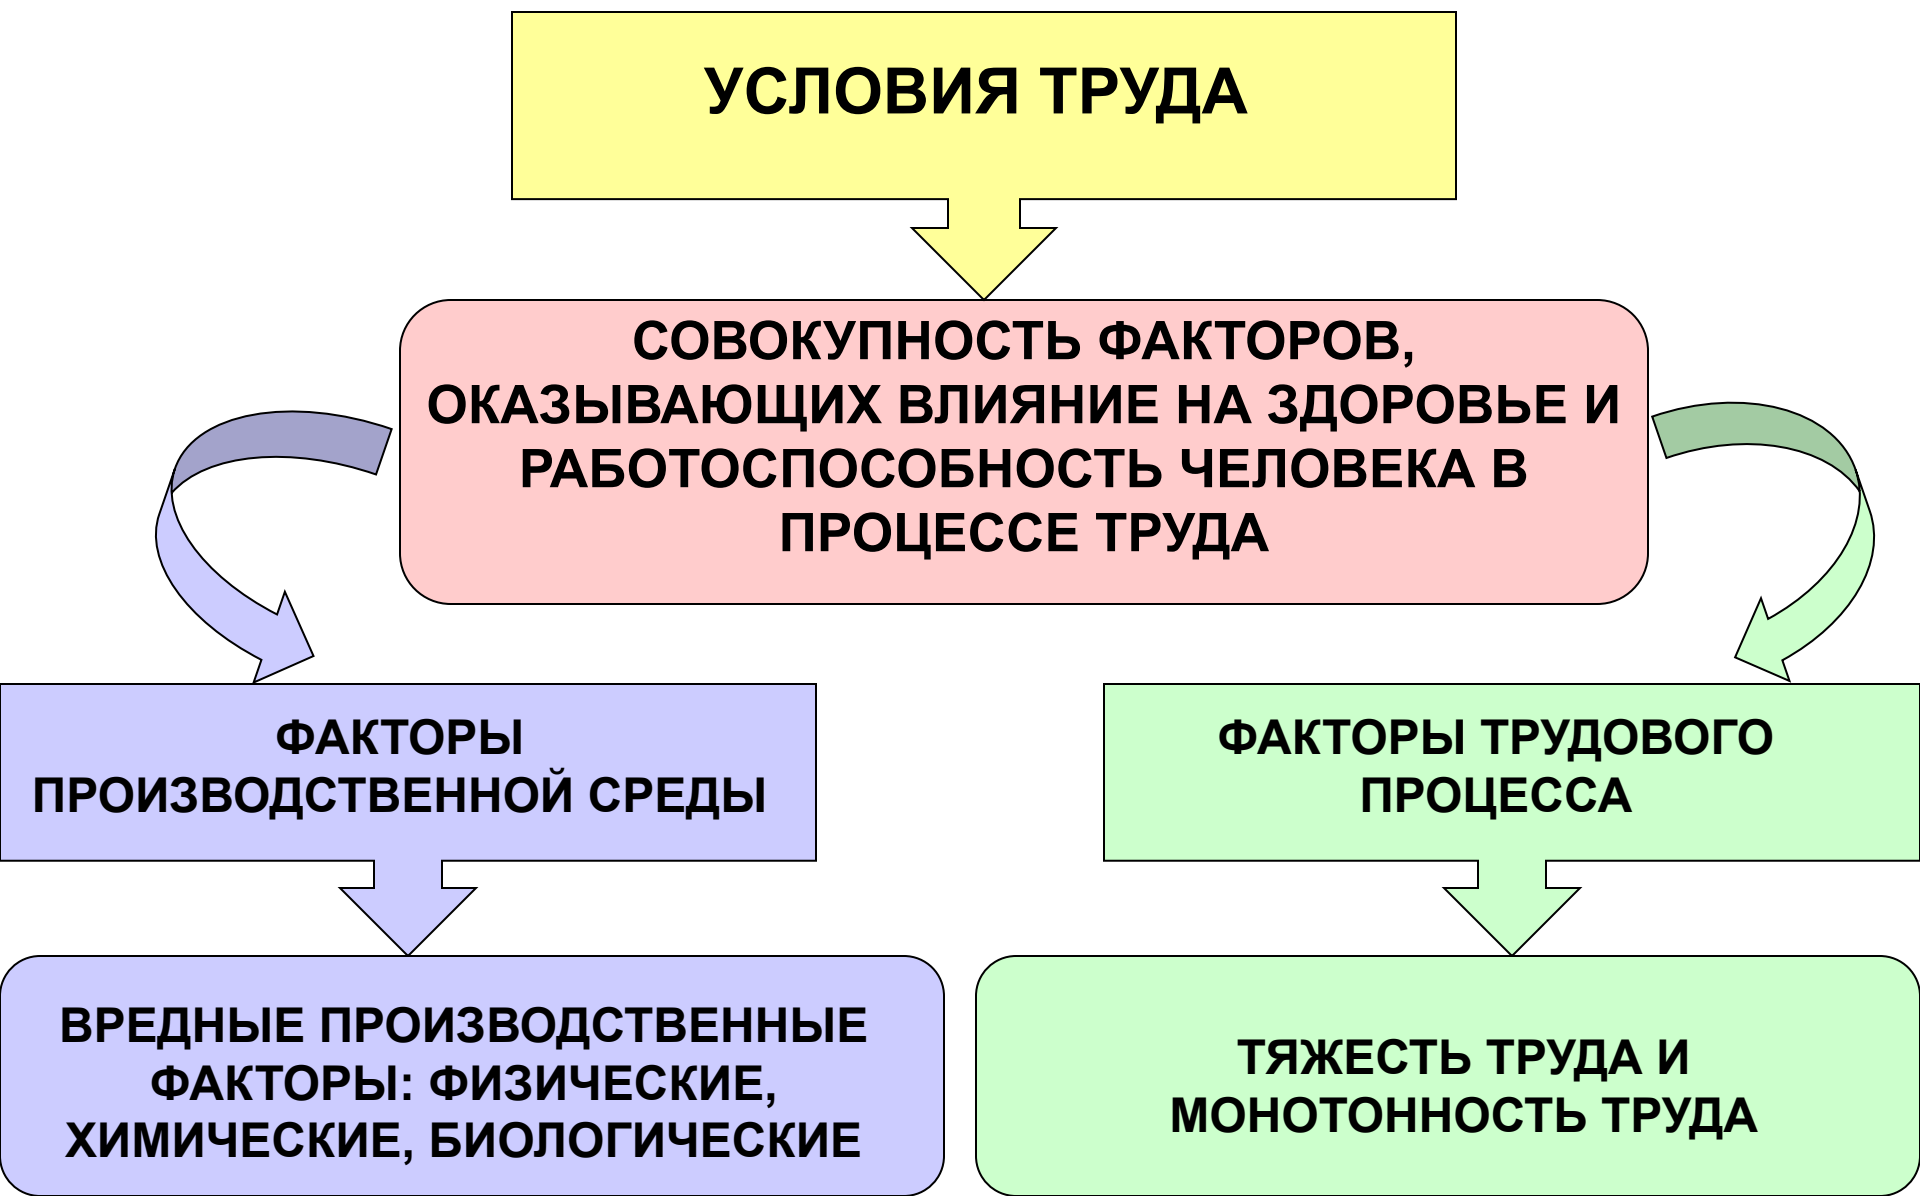 УСЛОВИЯ ТРУДА
СОВОКУПНОСТЬ ФАКТОРОВ,
ОКАЗЫВАЮЩИХ ВЛИЯНИЕ НА ЗДОРОВЬЕ И
РАБОТОСПОСОБНОСТЬ ЧЕЛОВЕКА В
ПРОЦЕССЕ ТРУДА
ФАКТОРЫ
ПРОИЗВОДСТВЕННОЙ СРЕДЫ
ФАКТОРЫ ТРУДОВОГО
ПРОЦЕССА
ВРЕДНЫЕ ПРОИЗВОДСТВЕННЫЕ
ФАКТОРЫ: ФИЗИЧЕСКИЕ,
ХИМИЧЕСКИЕ, БИОЛОГИЧЕСКИЕ
ТЯЖЕСТЬ ТРУДА И
МОНОТОННОСТЬ ТРУДА